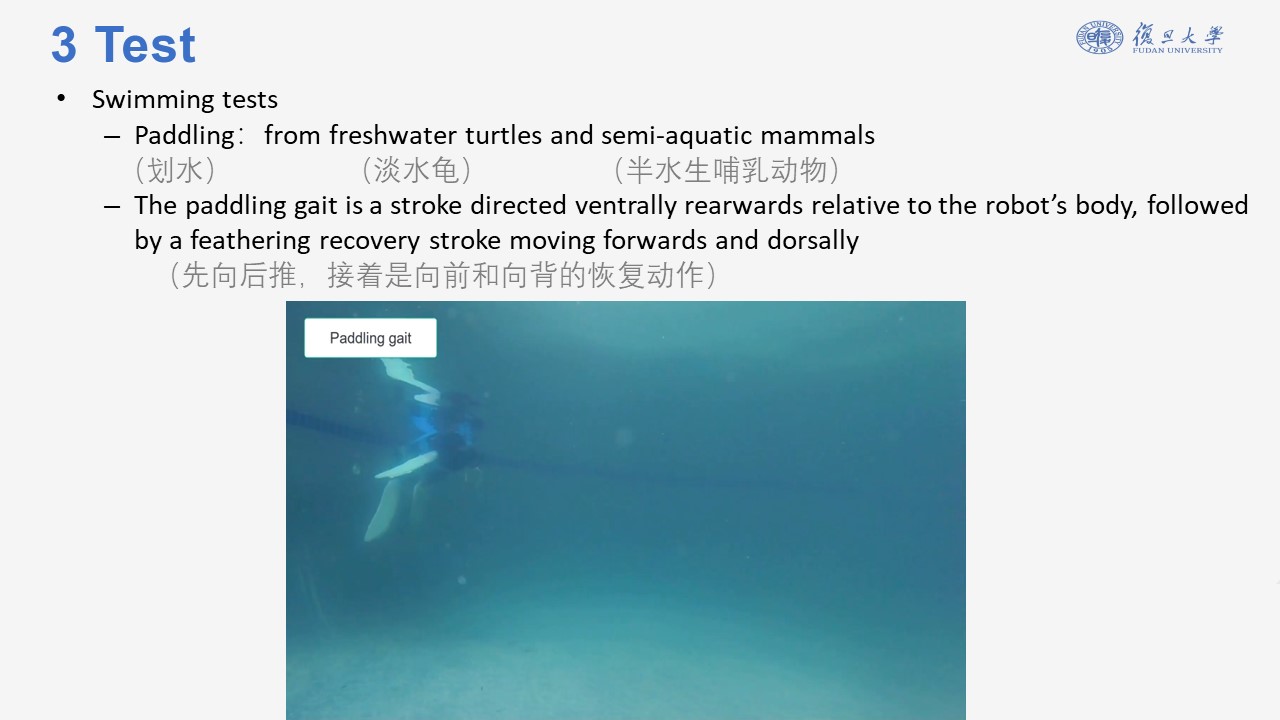 3 Test
復旦大學
FUDAN UNIVERSITY
• Swimming tests
– Paddling： from freshwater turtles and semi-aquatic mammals
（划水） （淡水龟） （半水生哺乳动物）
– The paddling gait is a stroke directed ventrally rearwards relative to the robot’s body, followed
by a feathering recovery stroke moving forwards and dorsally
（先向后推，接着是向前和向背的恢复动作）
Paddling gait